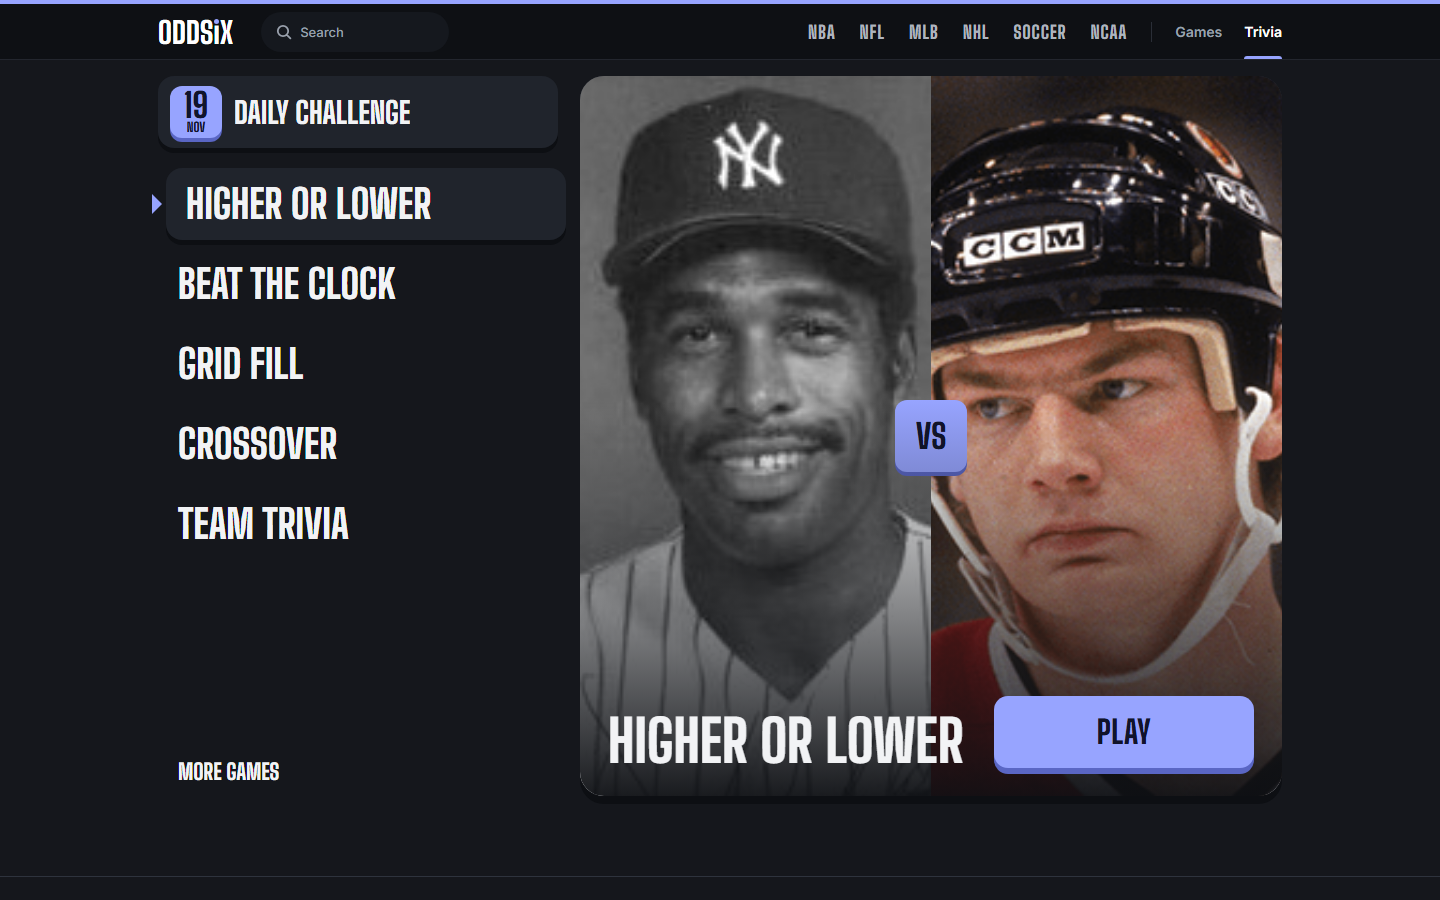 ODDSiX
Search
NBA
NFL
MLB
NHL
SOCCER
NCAA
Games
Trivia
19
NOV
DAILY CHALLENGE
HIGHER OR LOWER
BEAT THE CLOCK
GRID FILL
CROSSOVER
TEAM TRIVIA
MORE GAMES
NY
CCM
VS
HIGHER OR LOWER
PLAY